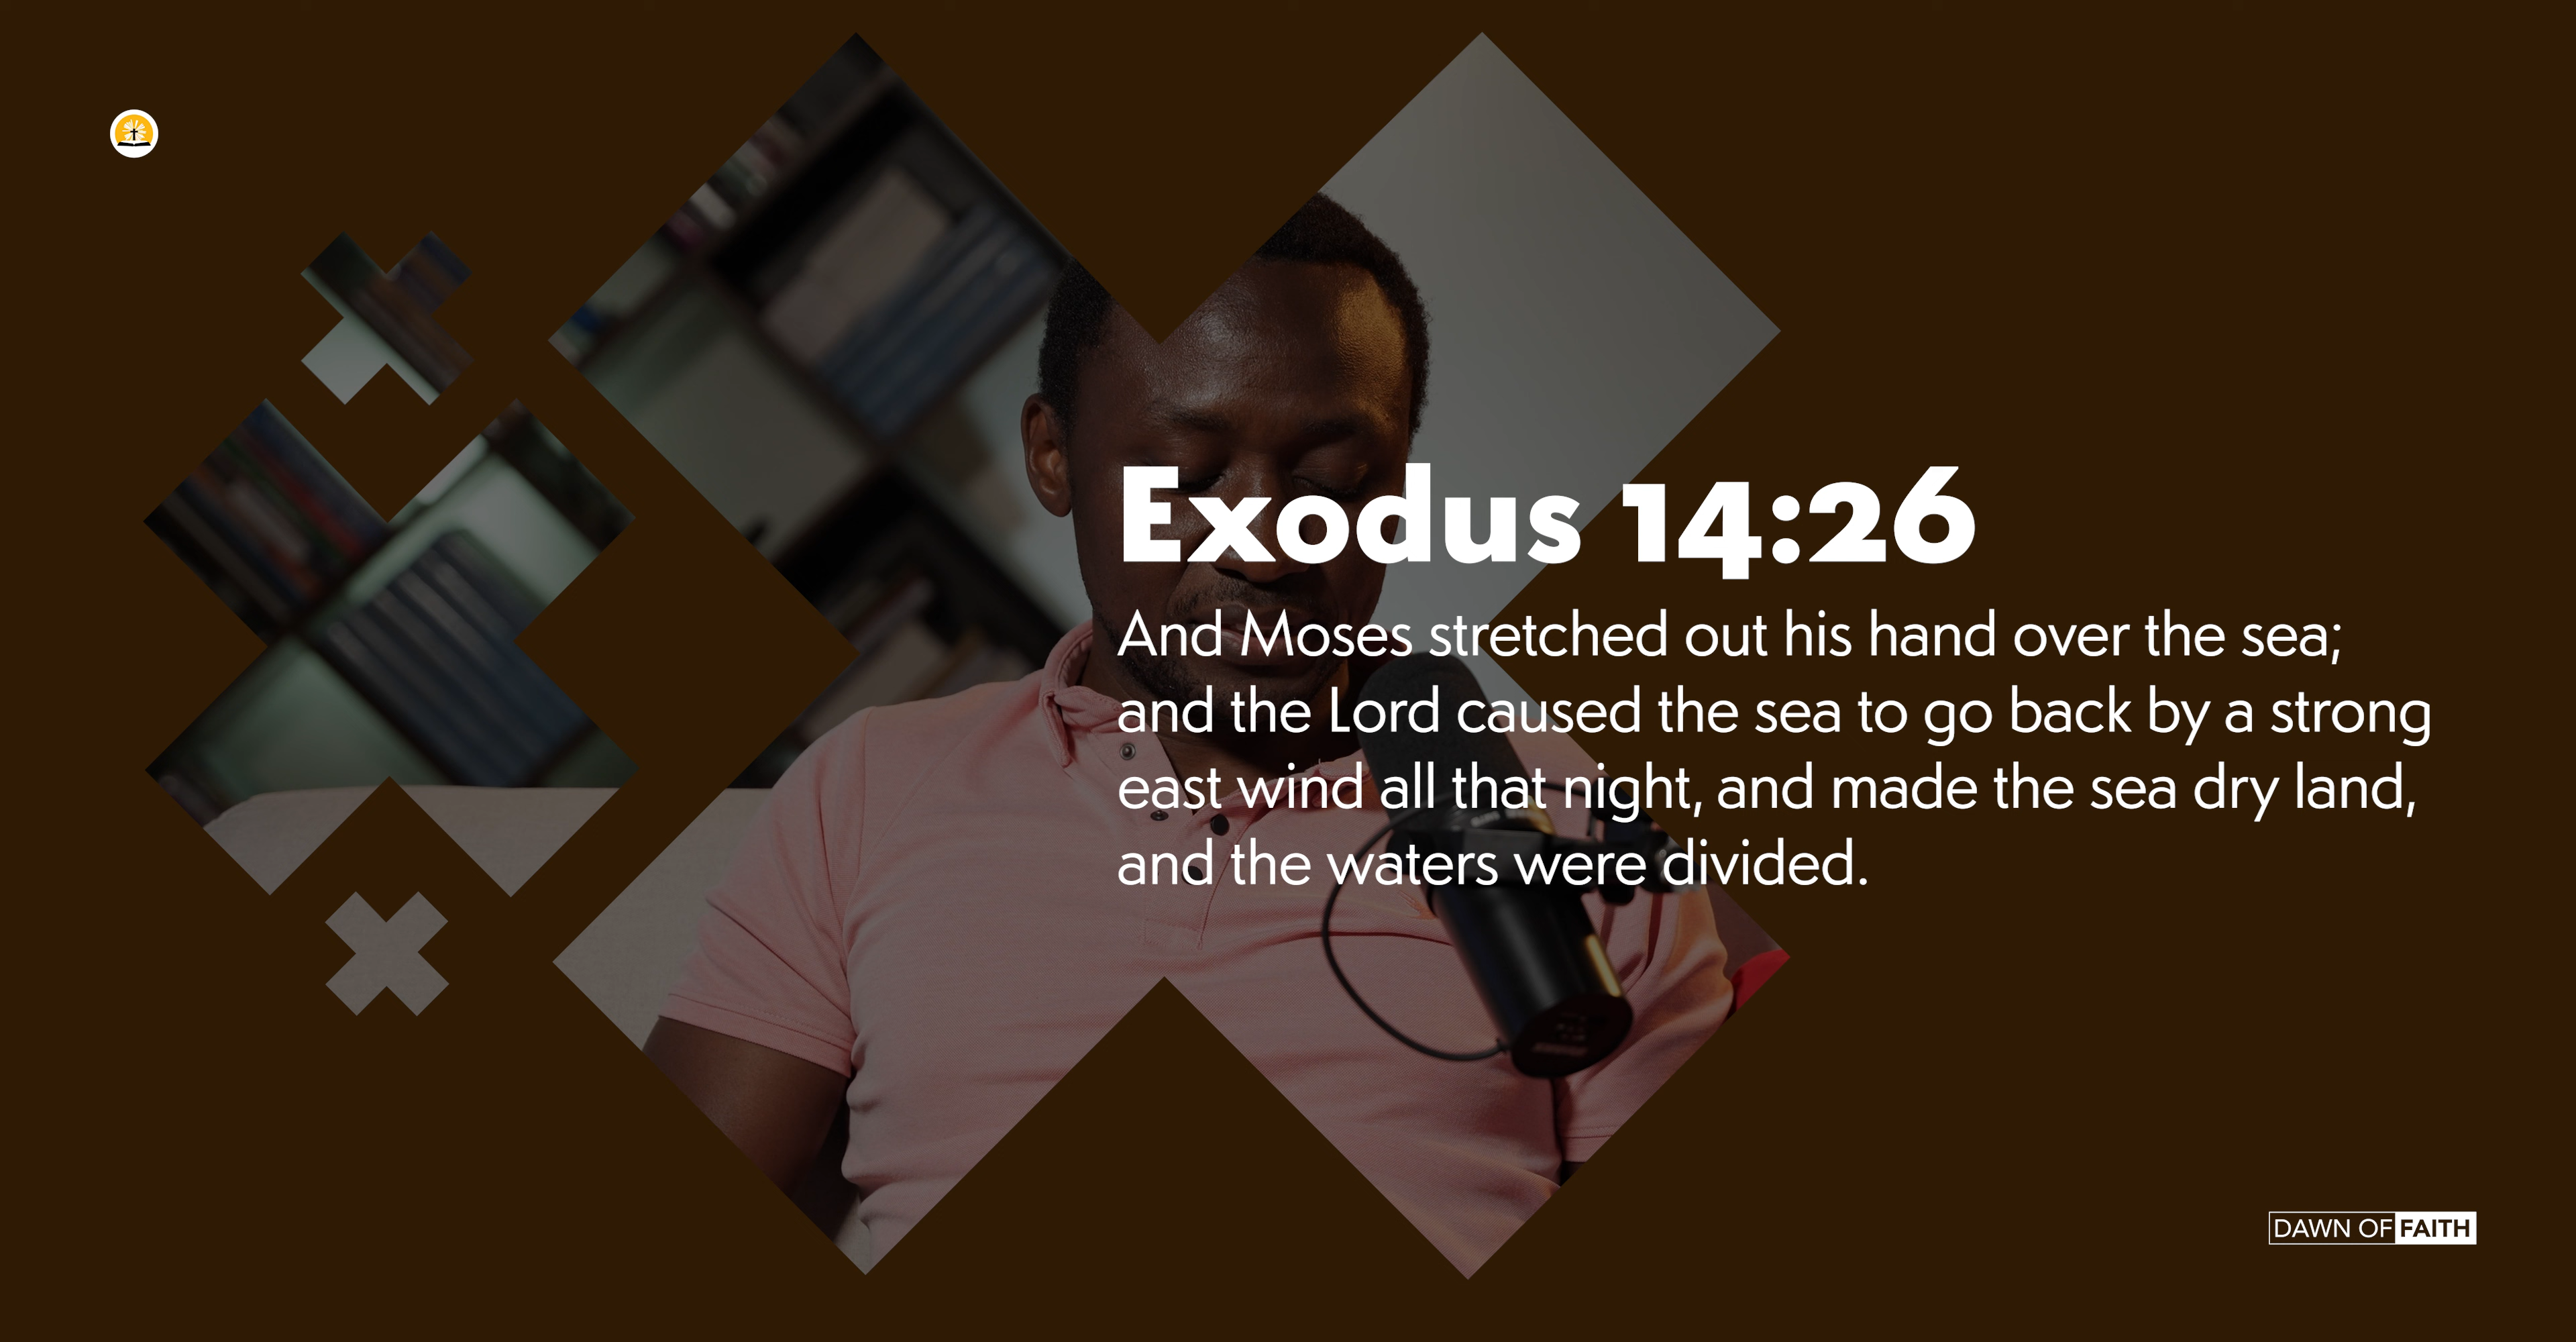 Exodus 14:26
And Moses stretched out his hand over the sea;
and the Lord caused the sea to go back by a strong
east wind all that night, and made the sea dry land,
and the waters were divided.
DAWN OF FAITH